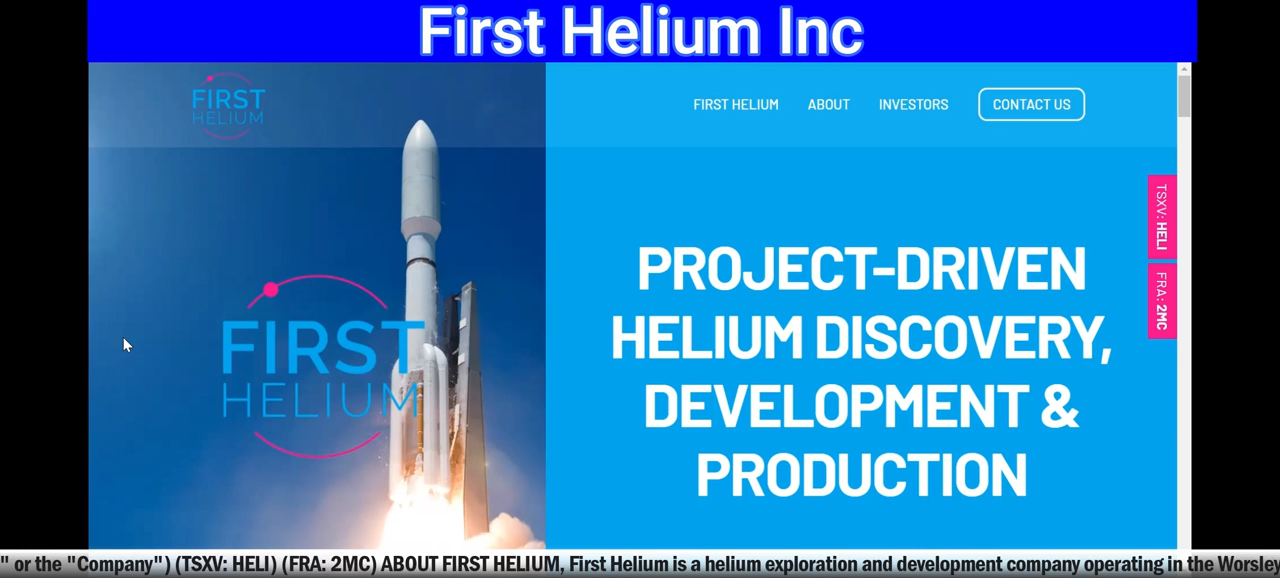 First Helium Inc
FIRST
HELIUM
FIRST HELIUM
ABOUT
INVESTORS
CONTACT US
TSXV: HELI
FRA: 2MC
FIRST
HELIUM
PROJECT-DRIVEN
HELIUM DISCOVERY,
DEVELOPMENT &
PRODUCTION
" or the "Company") (TSXV: HELI) (FRA: 2MC) ABOUT FIRST HELIUM, First Helium is a helium exploration and development company operating in the Worsley